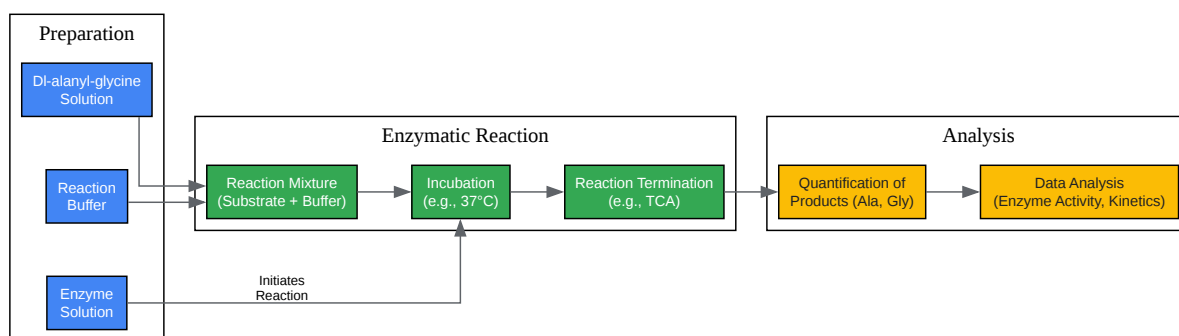 Preparation
Dl-alanyl-glycine
Solution
Reaction
Buffer
Enzyme
Solution
Initiates
Reaction
Enzymatic Reaction
Reaction Mixture
(Substrate + Buffer)
Incubation
(e.g., 37°C)
Reaction Termination
(e.g., TCA)
Analysis
Quantification of
Products (Ala, Gly)
Data Analysis
(Enzyme Activity, Kinetics)